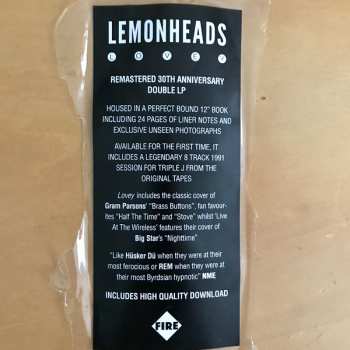 LEMONHEADS
LOVEY
REMASTERED 30TH ANNIVERSARY
DOUBLE LP
HOUSED IN A PERFECT BOUND 12" BOOK
INCLUDING 24 PAGES OF LINER NOTES AND
EXCLUSIVE UNSEEN PHOTOGRAPHS
AVAILABLE FOR THE FIRST TIME, IT
INCLUDES A LEGENDARY 8 TRACK 1991
SESSION FOR TRIPLE J FROM THE
ORIGINAL TAPES
Lovey includes the classic cover of
Gram Parsons' "Brass Buttons", fan favour-
ites "Half The Time" and "Stove" whilst 'Live
At The Wireless' features their cover of
Big Star's "Nighttime"
"Like Hüsker Dü when they were at their
most ferocious or REM when they were at
their most Byrdsian hypnotic" NME
INCLUDES HIGH QUALITY DOWNLOAD
FIRE